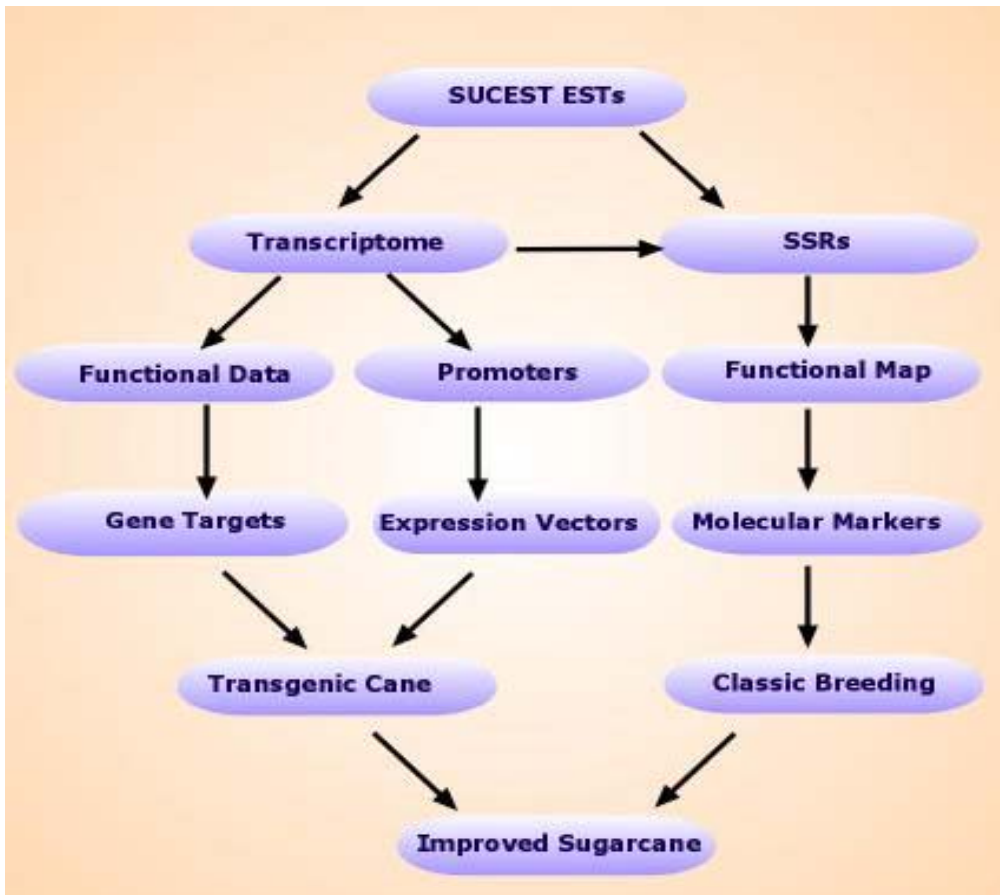 SUCEST ESTs
Transcriptome
SSRs
Functional Data
Promoters
Functional Map
Gene Targets
Expression Vectors
Molecular Markers
Transgenic Cane
Classic Breeding
Improved Sugarcane